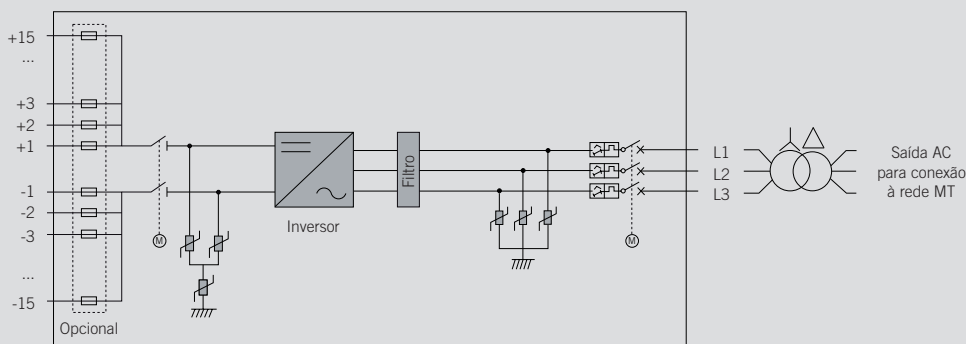 +15
...
+3
+2
+1
-1
-2
-3
...
-15
Opcional
M
Inversor
Filtro
M
L1
L2
L3
Saída AC
para conexão
à rede MT